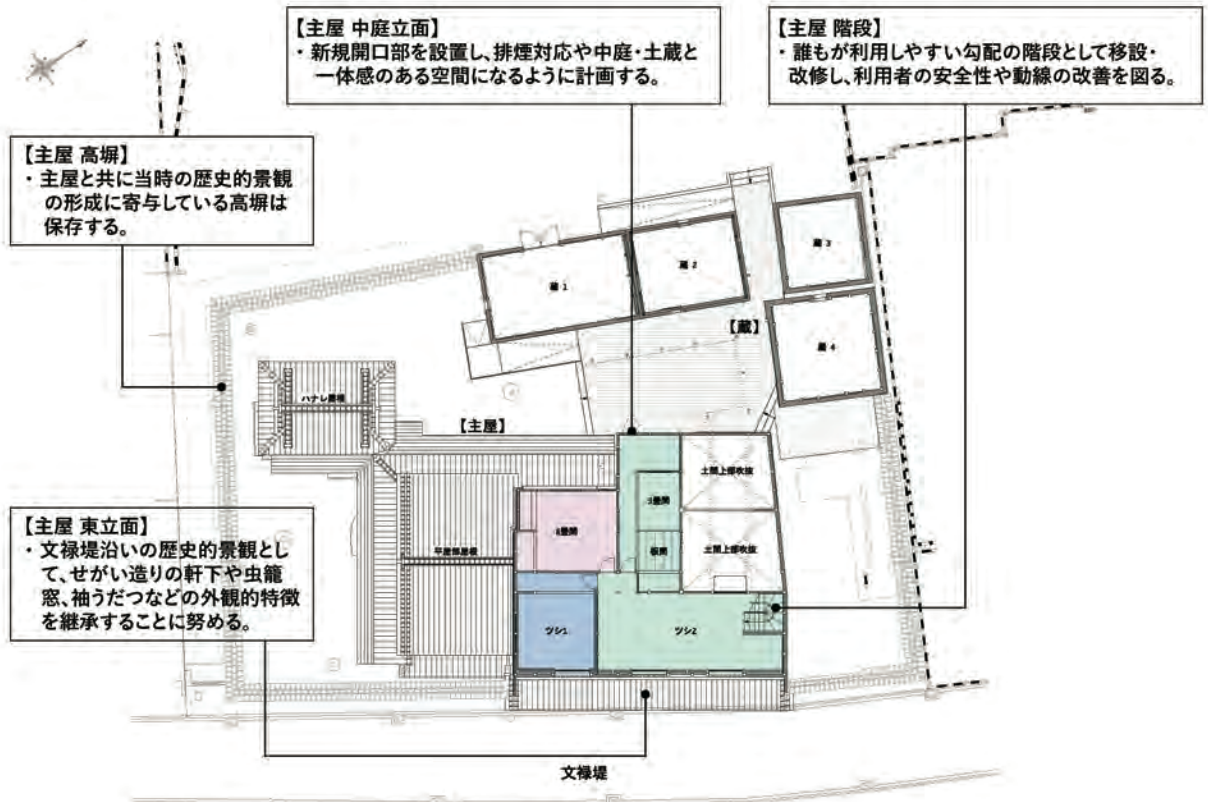 【主屋 中庭立面】
・ 新規開口部を設置し、排煙対応や中庭・土蔵と
一体感のある空間になるように計画する。
【主屋 階段】
・ 誰もが利用しやすい勾配の階段として移設・
改修し、利用者の安全性や動線の改善を図る。
【主屋 高塀】
・ 主屋と共に当時の歴史的景観
の形成に寄与している高塀は
保存する。
蔵 1
蔵 2
蔵 3
【蔵】
蔵 4
ハナレ屋根
【主屋】
土間上部吹抜
3畳間
板間
土間上部吹抜
平屋部屋根
ツシ1
ツシ2
【主屋 東立面】
・ 文禄堤沿いの歴史的景観とし
て、せがい造りの軒下や虫籠
窓、袖うだつなどの外観的特徴
を継承することに努める。
文禄堤